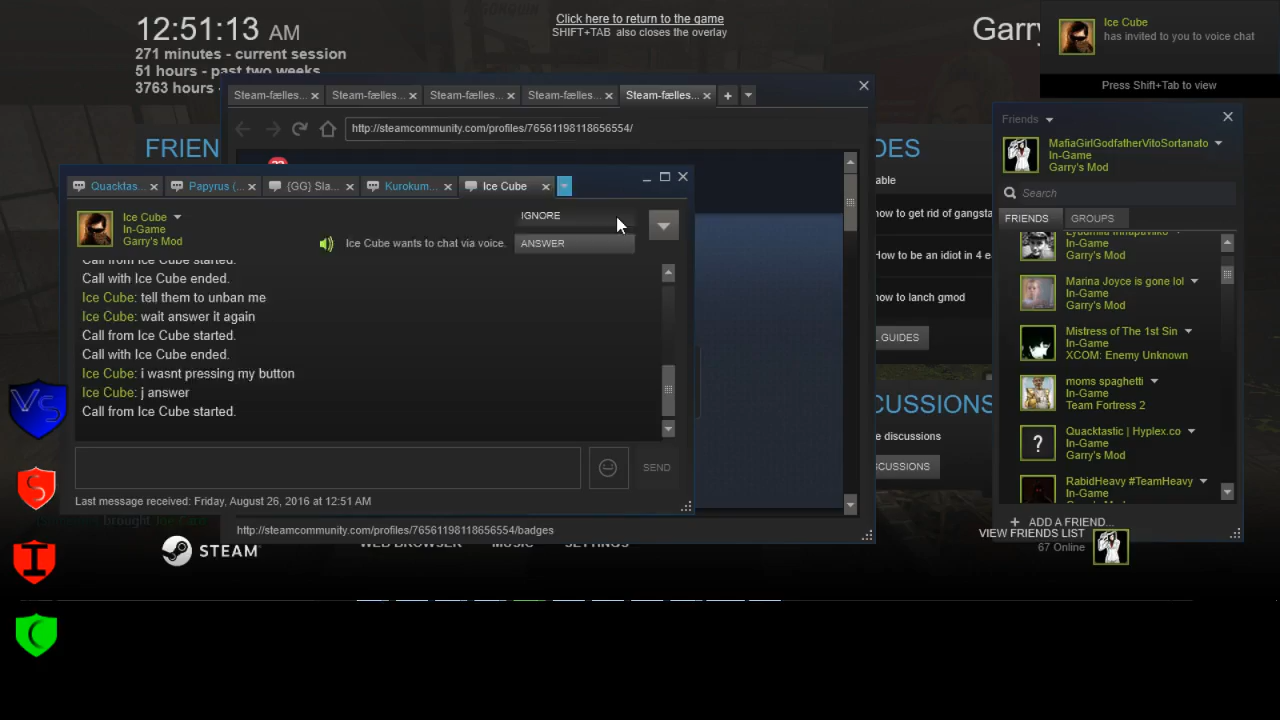 12:51:13 AM
271 minutes - current session
51 hours - past two weeks
3763 hours -
Click here to return to the game
SHIFT+TAB also closes the overlay
Garry
Ice Cube
has invited to you to voice chat
Press Shift+Tab to view
Steam-fælles...
Steam-fælles...
Steam-fælles...
Steam-fælles...
Steam-fælles...
http://steamcommunity.com/profiles/76561198118656554/
FRIEN
DES
Quacktas...
Papyrus (...
{GG} Sla...
Kurokum...
Ice Cube
Ice Cube
In-Game
Garry's Mod
Ice Cube wants to chat via voice.
IGNORE
ANSWER
Call from Ice Cube started.
Call with Ice Cube ended.
Ice Cube: tell them to unban me
Ice Cube: wait answer it again
Call from Ice Cube started.
Call with Ice Cube ended.
Ice Cube: i wasnt pressing my button
Ice Cube: j answer
Call from Ice Cube started.
SEND
Last message received: Friday, August 26, 2016 at 12:51 AM
http://steamcommunity.com/profiles/76561198118656554/badges
able
how to get rid of gangsta
How to be an idiot in 4 e
how to lanch gmod
L GUIDES
CUSSIONS
e discussions
CUSSIONS
Friends
MafiaGirlGodfatherVitoSortanato
In-Game
Garry's Mod
Search
FRIENDS
GROUPS
In-Game
Garry's Mod
Marina Joyce is gone lol
In-Game
Garry's Mod
Mistress of The 1st Sin
In-Game
XCOM: Enemy Unknown
moms spaghetti
In-Game
Team Fortress 2
?
Quacktastic | Hyplex.co
In-Game
Garry's Mod
RabidHeavy #TeamHeavy
In-Game
+ ADD A FRIEND...
VIEW FRIENDS LIST
67 Online
STEAM
WEB BROWSER
MUSIC
SETTINGS
VS
S
I
C